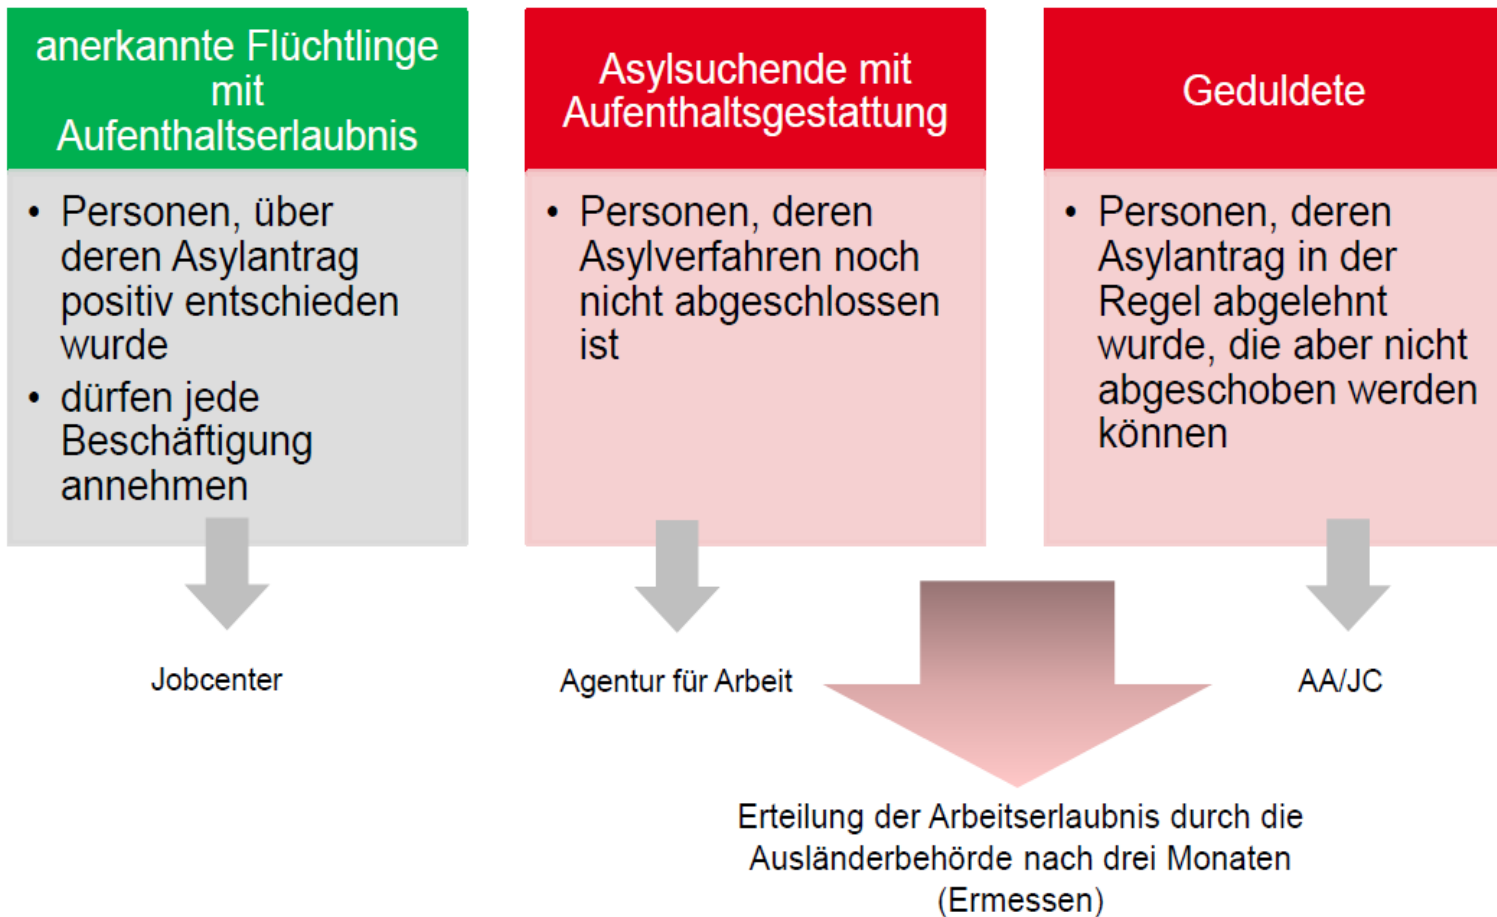 anerkannte Flüchtlinge
mit
Aufenthaltserlaubnis
• Personen, über
deren Asylantrag
positiv entschieden
wurde
• dürfen jede
Beschäftigung
annehmen
Jobcenter
Asylsuchende mit
Aufenthaltsgestattung
• Personen, deren
Asylverfahren noch
nicht abgeschlossen
ist
Agentur für Arbeit
Geduldete
• Personen, deren
Asylantrag in der
Regel abgelehnt
wurde, die aber nicht
abgeschoben werden
können
AA/JC
Erteilung der Arbeitserlaubnis durch die
Ausländerbehörde nach drei Monaten
(Ermessen)